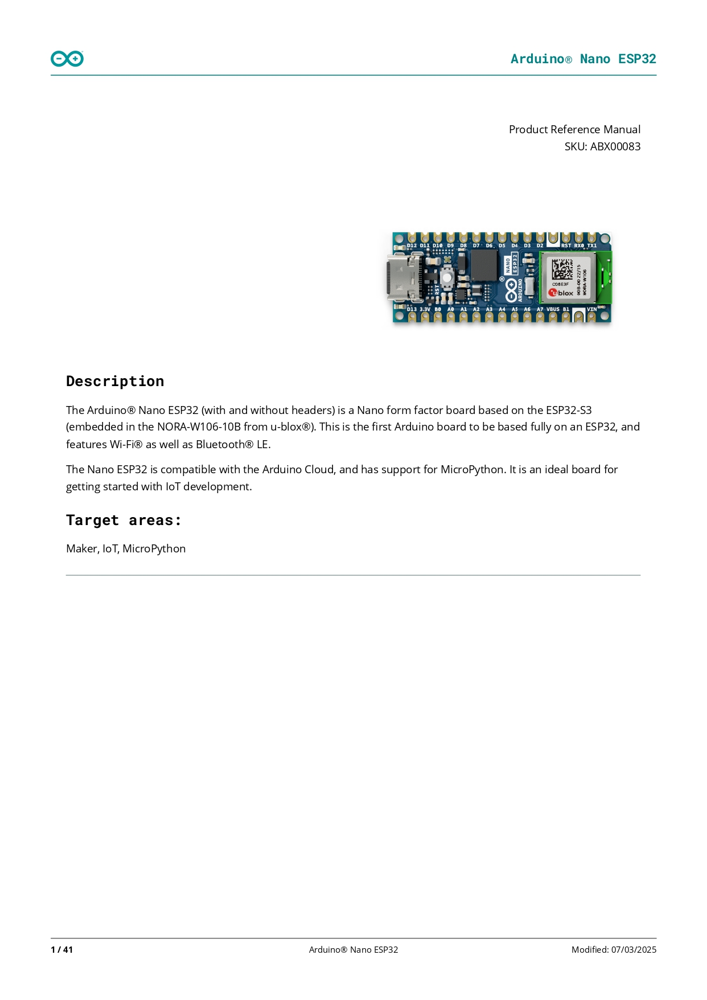 Arduino® Nano ESP32
Product Reference Manual
SKU: ABX00083
D12 D11 D10 D9 D8 D7 D6 D5 D4 D3 D2 RST RX0 TX1
NANO
ESP32
RST
®
ARDUINO
C08E3F
ublox
00B-00 22/15
NORA-W106
D13 3.3V B0 A0 A1 A2 A3 A4 A5 A6 A7 VBUS B1 VIN
Description
The Arduino® Nano ESP32 (with and without headers) is a Nano form factor board based on the ESP32-S3
(embedded in the NORA-W106-10B from u-blox®). This is the first Arduino board to be based fully on an ESP32, and
features Wi-Fi® as well as Bluetooth® LE.
The Nano ESP32 is compatible with the Arduino Cloud, and has support for MicroPython. It is an ideal board for
getting started with IoT development.
Target areas:
Maker, IoT, MicroPython
1 / 41
Arduino® Nano ESP32
Modified: 07/03/2025